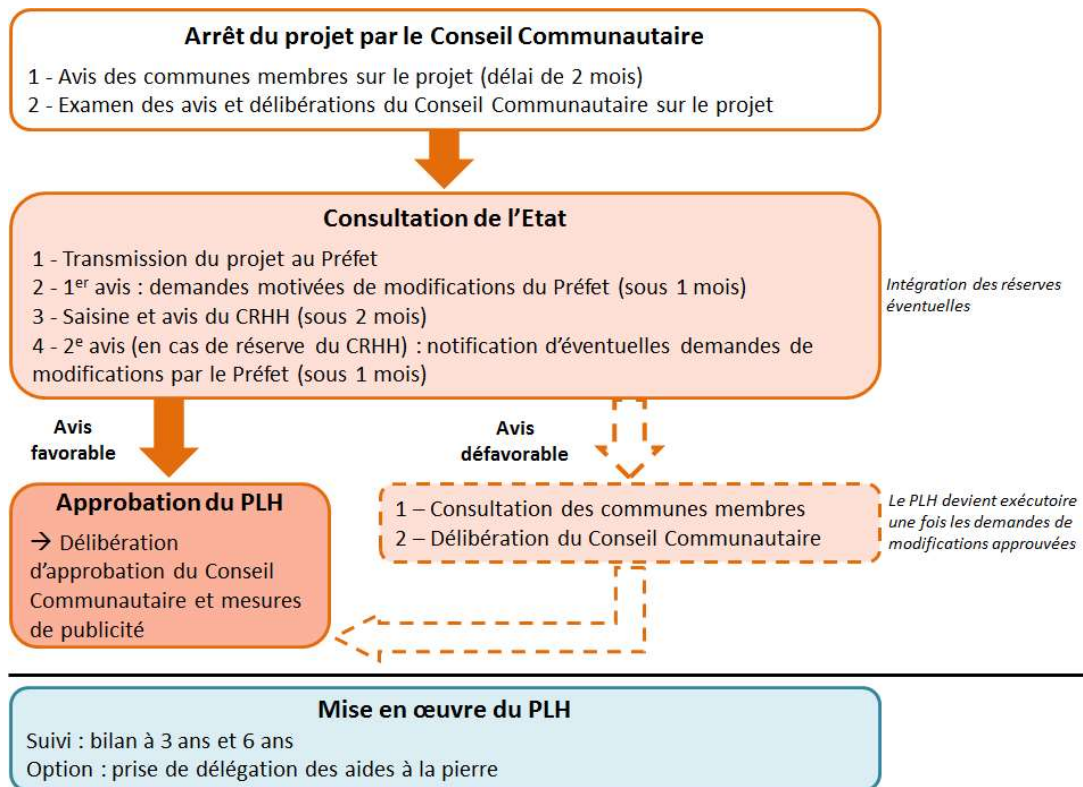 Arrêt du projet par le Conseil Communautaire
1 - Avis des communes membres sur le projet (délai de 2 mois)
2 - Examen des avis et délibérations du Conseil Communautaire sur le projet
Consultation de l'Etat
1 - Transmission du projet au Préfet
2 - 1er avis : demandes motivées de modifications du Préfet (sous 1 mois)
3 - Saisine et avis du CRHH (sous 2 mois)
4 - 2e avis (en cas de réserve du CRHH) : notification d'éventuelles demandes de
modifications par le Préfet (sous 1 mois)
Intégration des réserves
éventuelles
Avis
favorable
Avis
défavorable
Approbation du PLH
→ Délibération
d'approbation du Conseil
Communautaire et mesures
de publicité
1 – Consultation des communes membres
2 – Délibération du Conseil Communautaire
Le PLH devient exécutoire
une fois les demandes de
modifications approuvées
Mise en œuvre du PLH
Suivi : bilan à 3 ans et 6 ans
Option : prise de délégation des aides à la pierre